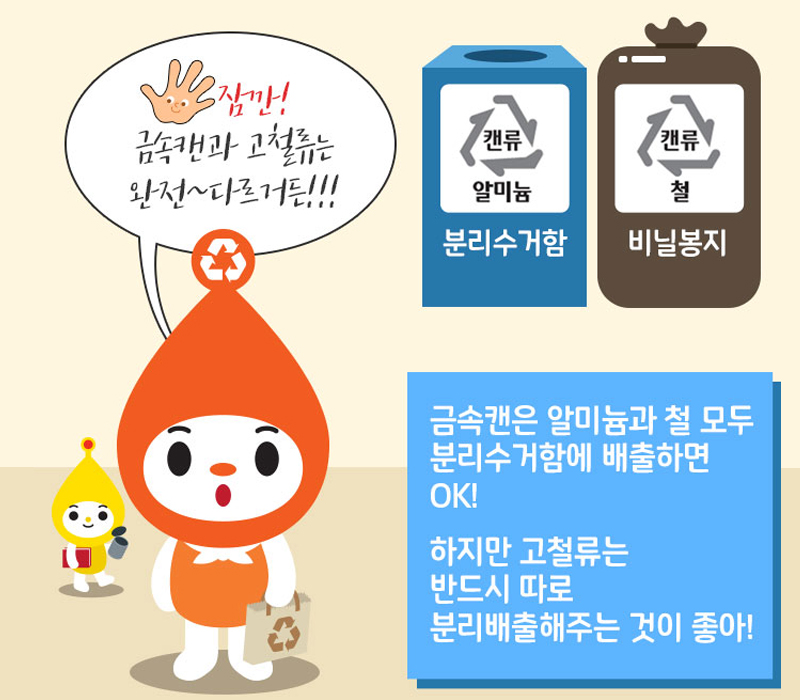 잠깐!
금속캔과 고철류는
완전~다르거든!!!
캔류
알미늄
분리수거함
캔류
철
비닐봉지
금속캔은 알미늄과 철 모두
분리수거함에 배출하면
OK!
하지만 고철류는
반드시 따로
분리배출해주는 것이 좋아!